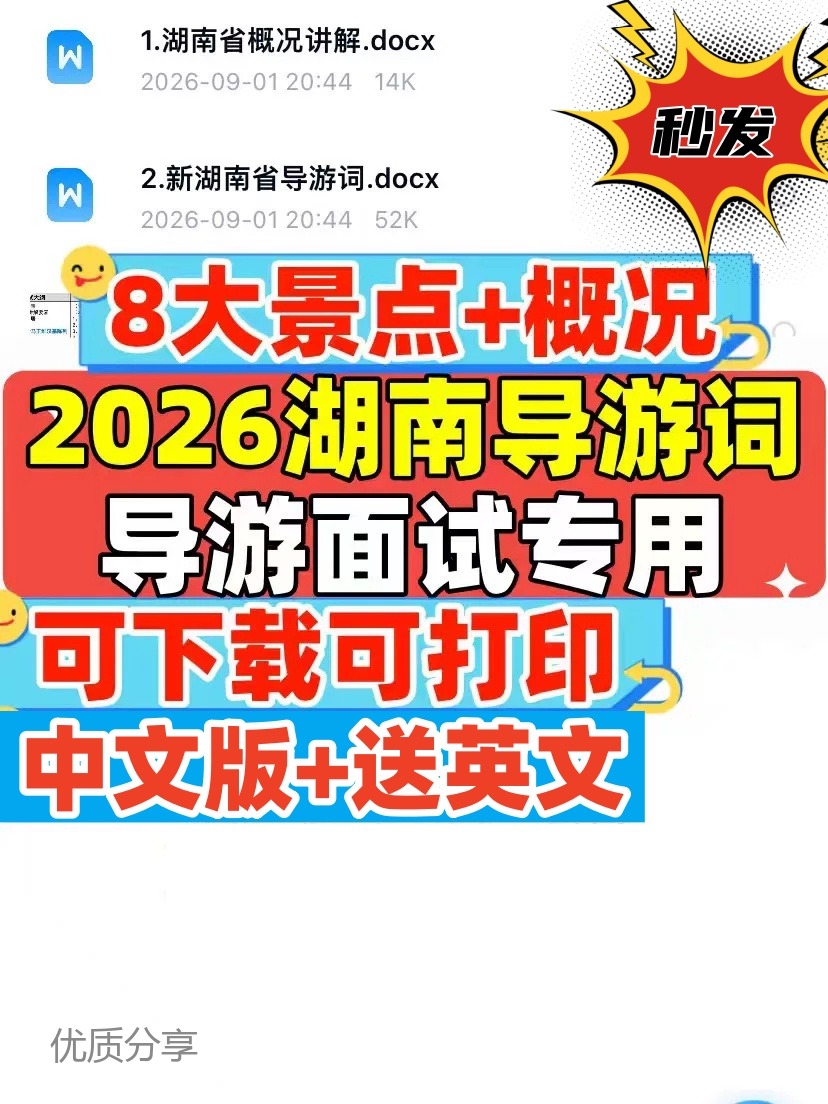 1.湖南省概况讲解.docx
2026-09-01 20:44 14K
秒发
2.新湖南省导游词.docx
2026-09-01 20:44 52K
8大景点+概况
2026湖南导游词
导游面试专用
可下载可打印
中文版+送英文
优质分享